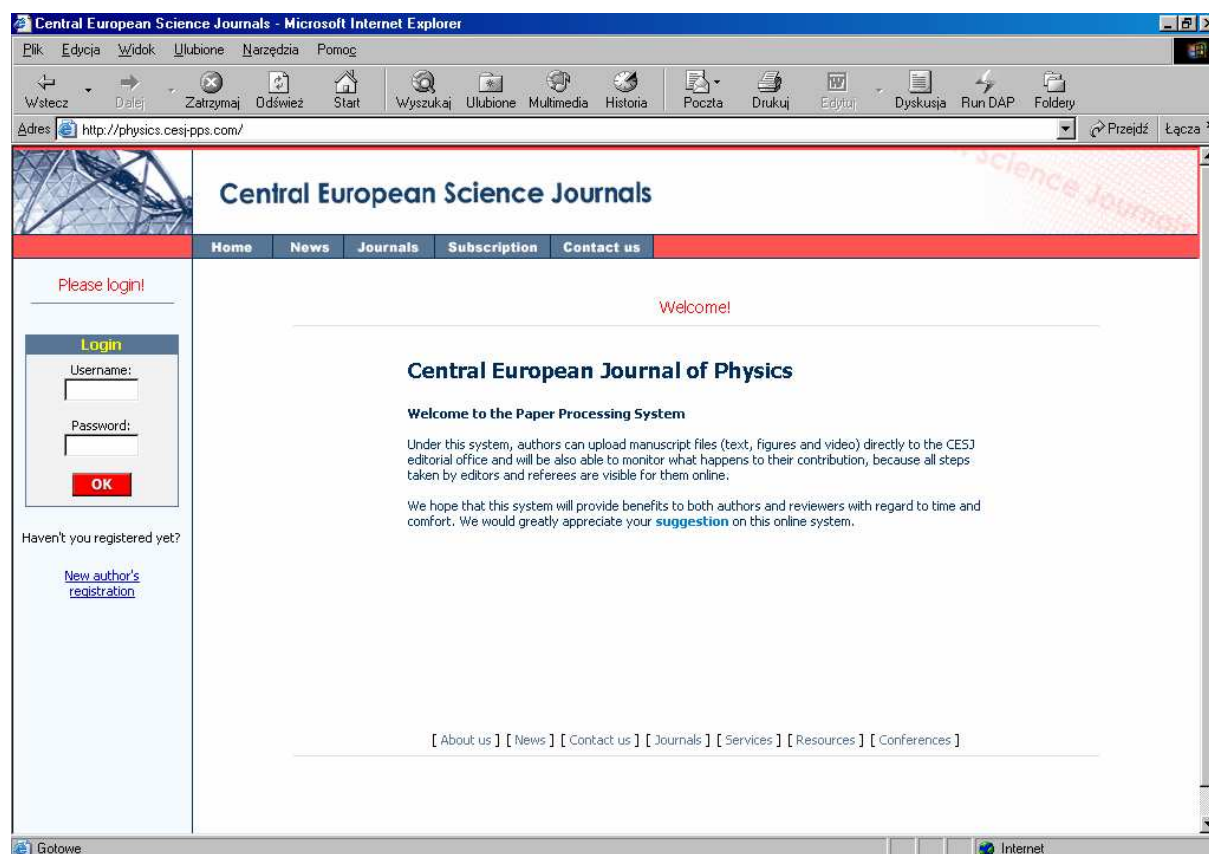 Central European Science Journals - Microsoft Internet Explorer
Plik Edycja Widok Ulubione Narzędzia Pomoc
Wstecz Dalej Zatrzymaj Odśwież Start Wyszukaj Ulubione Multimedia Historia Poczta Drukuj Edytuj Dyskusja Run DAP Foldery
Adres http://physics.cesj-pps.com/ Przejdź Łącza
Science Journals
Central European Science Journals
Home News Journals Subscription Contact us
Please login!
Welcome!
Login
Username:
Password:
OK
Haven't you registered yet?
New author's
registration
Central European Journal of Physics
Welcome to the Paper Processing System
Under this system, authors can upload manuscript files (text, figures and video) directly to the CESJ
editorial office and will be also able to monitor what happens to their contribution, because all steps
taken by editors and referees are visible for them online.
We hope that this system will provide benefits to both authors and reviewers with regard to time and
comfort. We would greatly appreciate your suggestion on this online system.
[ About us ] [ News ] [ Contact us ] [ Journals ] [ Services ] [ Resources ] [ Conferences ]
Gotowe Internet